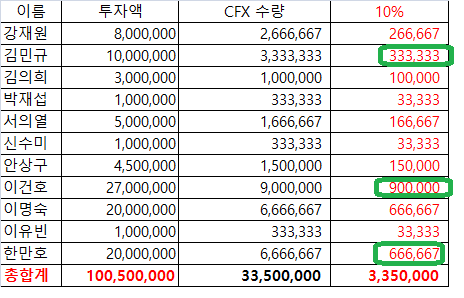 이름 투자액 CFX 수량 10%
강재원 8,000,000 2,666,667 266,667
김민규 10,000,000 3,333,333 333,333
김의희 3,000,000 1,000,000 100,000
박재섭 1,000,000 333,333 33,333
서의열 5,000,000 1,666,667 166,667
신수미 1,000,000 333,333 33,333
안상구 4,500,000 1,500,000 150,000
이건호 27,000,000 9,000,000 900,000
이명숙 20,000,000 6,666,667 666,667
이유빈 1,000,000 333,333 33,333
한만호 20,000,000 6,666,667 666,667
총합계 100,500,000 33,500,000 3,350,000